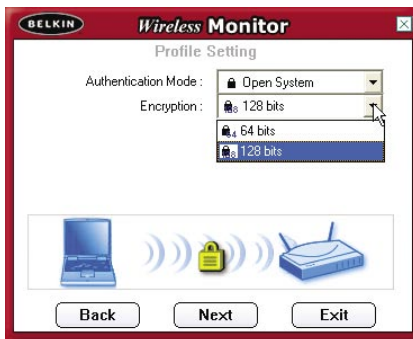 BELKIN Wireless Monitor
Profile Setting
Authentication Mode : Open System
Encryption : 128 bits
64 bits
128 bits
Back Next Exit